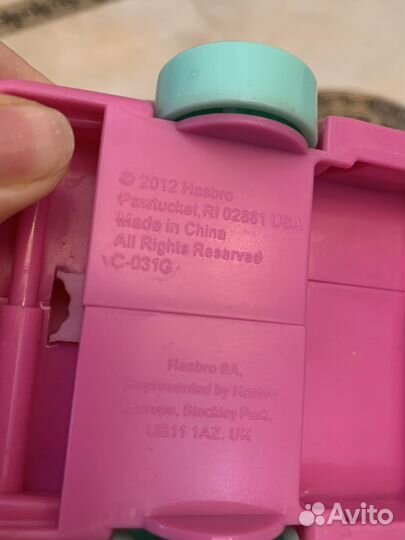 © 2012 Hasbro
Pawtucket, RI 02861 USA
Made in China
All Rights Reserved
C-031G
Hasbro SA,
Represented by Hasbro
Europe, Stockley Park,
UB11 1AZ. UK
Avito